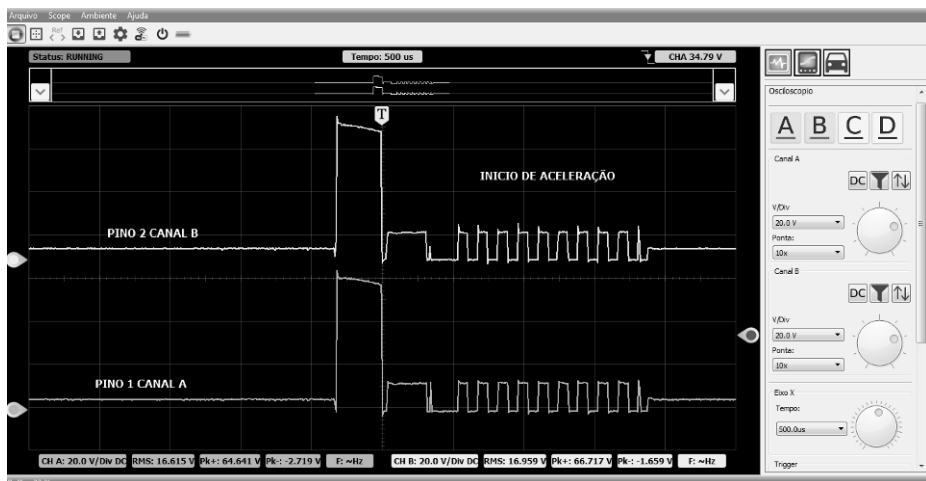 Arquivo Scope Ambiente Ajuda
Ref
Status: RUNNING
Tempo: 500 us
CHA 34.79 V
T
INICIO DE ACELERAÇÃO
PINO 2 CANAL B
PINO 1 CANAL A
CH A: 20.0 V/Div DC RMS: 16.615 V Pk+: 64.641 V Pk-: -2.719 V F: ~Hz
CH B: 20.0 V/Div DC RMS: 16.959 V Pk+: 66.717 V Pk-: -1.659 V F: ~Hz
Osciloscopio
A B C D
Canal A
DC
V/Div
20.0 V
Ponta:
10x
Canal B
DC
V/Div
20.0 V
Ponta:
10x
Eixo X
Tempo:
500.0us
Trigger